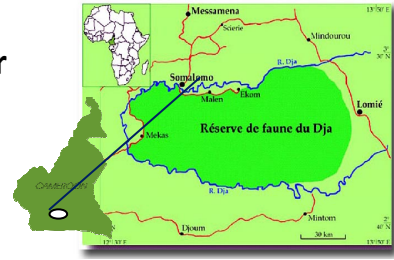 r
Messamena
Scierie
Mindourou
R. Dja
Somalomo
Malen
Ekom
Lomié
Réserve de faune du Dja
Mekas
CAMEROUN
R. Dja
Mintom
Djoum
30 km